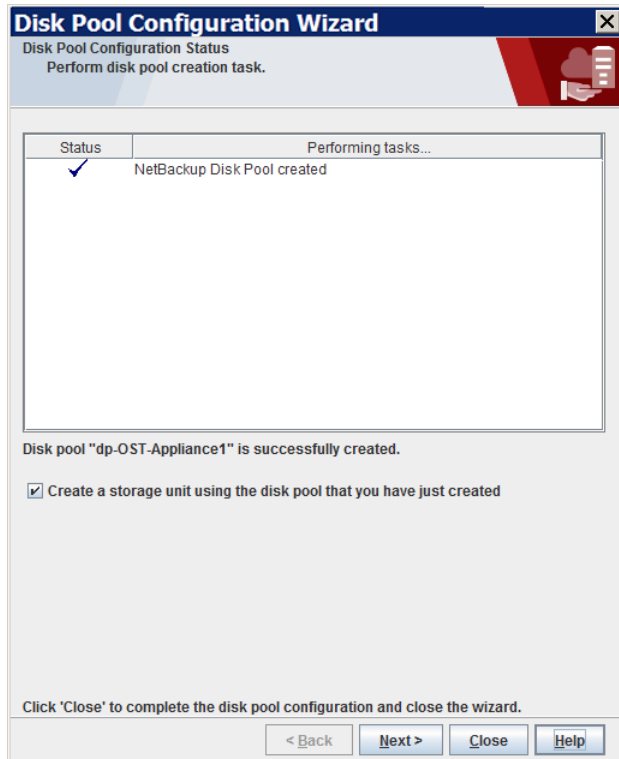 Disk Pool Configuration Wizard
Disk Pool Configuration Status
Perform disk pool creation task.
Status Performing tasks...
NetBackup Disk Pool created
Disk pool "dp-OST-Appliance1" is successfully created.
Create a storage unit using the disk pool that you have just created
Click 'Close' to complete the disk pool configuration and close the wizard.
< Back Next > Close Help